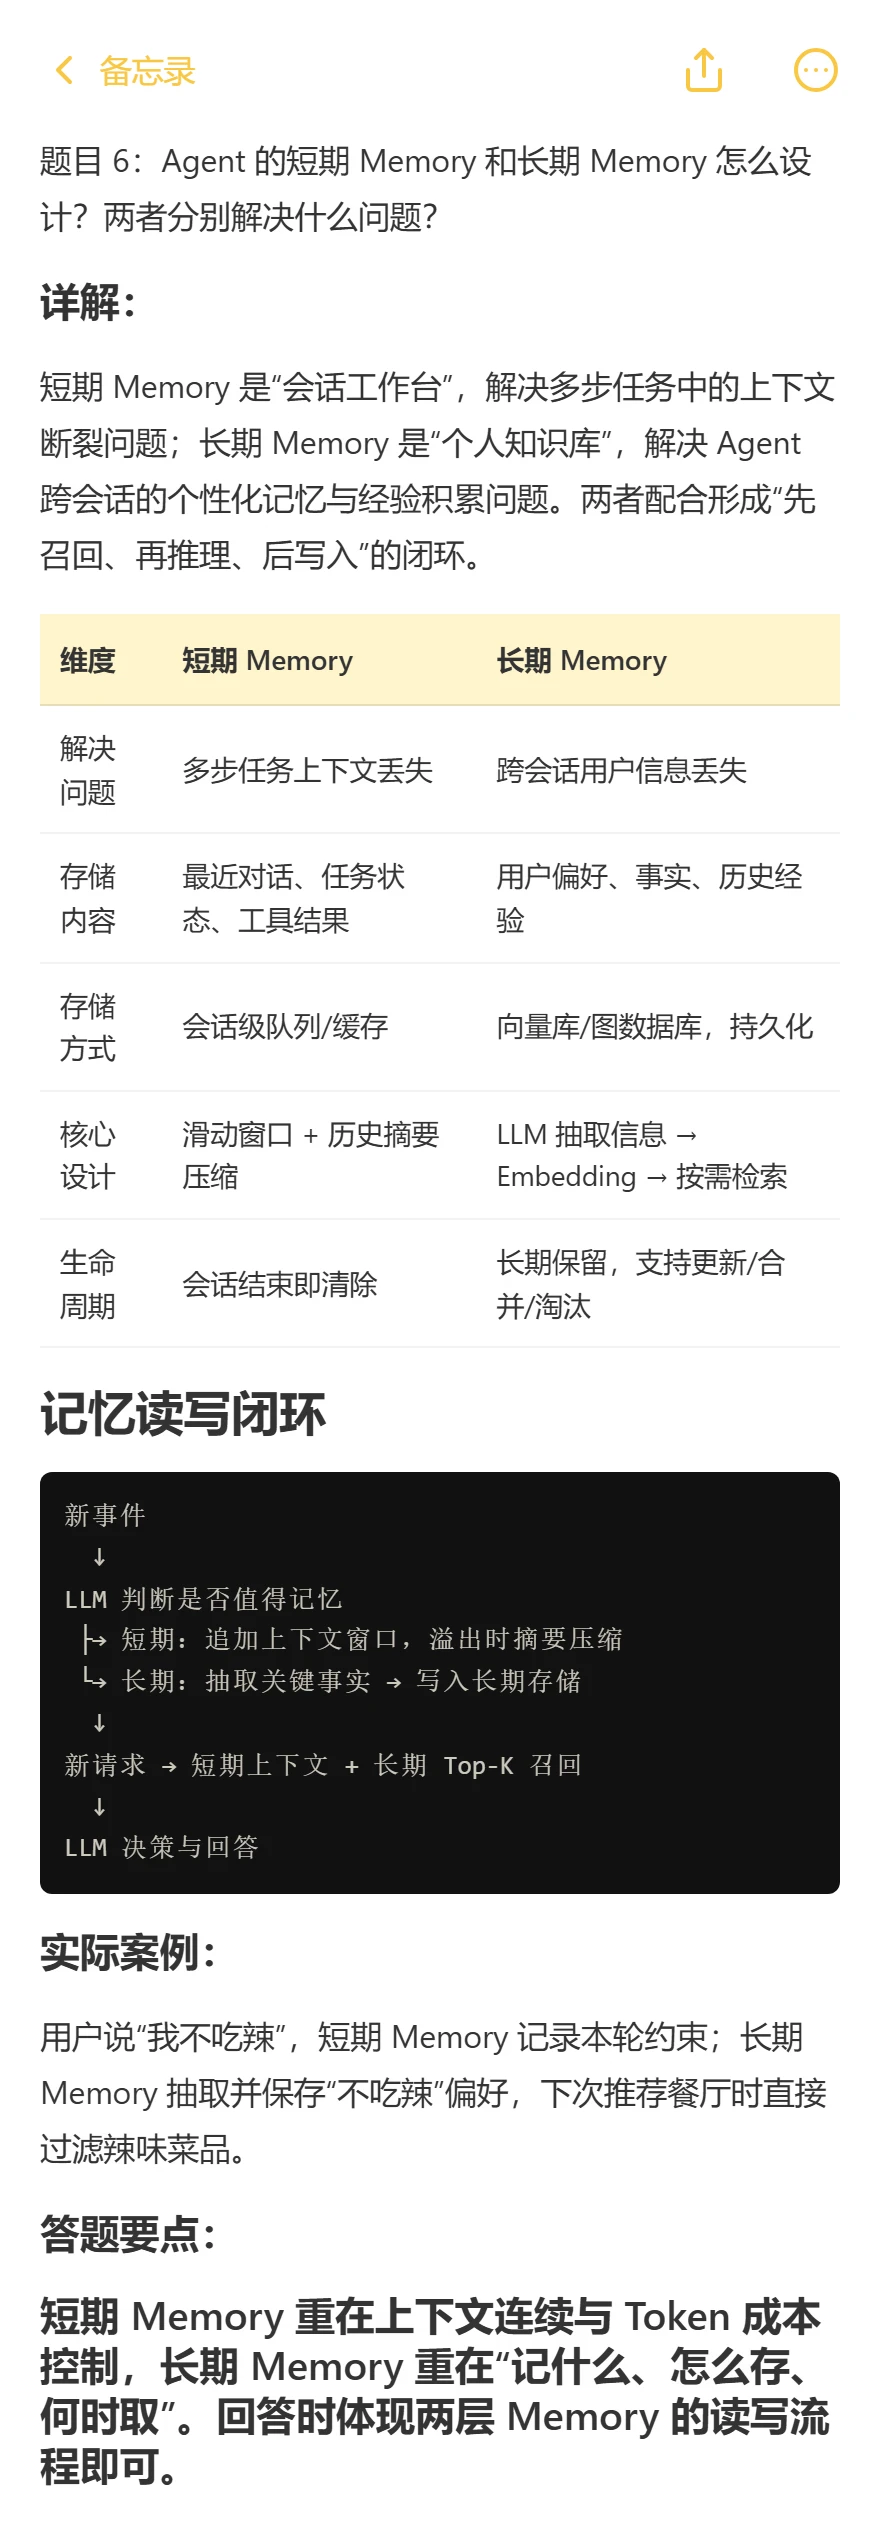 备忘录
题目 6：Agent 的短期 Memory 和长期 Memory 怎么设
计？两者分别解决什么问题？
详解：
短期 Memory 是“会话工作台”，解决多步任务中的上下文
断裂问题；长期 Memory 是“个人知识库”，解决 Agent
跨会话的个性化记忆与经验积累问题。两者配合形成“先
召回、再推理、后写入”的闭环。
维度 短期 Memory 长期 Memory
解决
问题
多步任务上下文丢失
跨会话用户信息丢失
存储
内容
最近对话、任务状
态、工具结果
用户偏好、事实、历史经
验
存储
方式
会话级队列/缓存
向量库/图数据库，持久化
核心
设计
滑动窗口 + 历史摘要
压缩
LLM 抽取信息 →
Embedding → 按需检索
生命
周期
会话结束即清除
长期保留，支持更新/合
并/淘汰
记忆读写闭环
新事件
↓
LLM 判断是否值得记忆
├→ 短期：追加上下文窗口，溢出时摘要压缩
└→ 长期：抽取关键事实 → 写入长期存储
↓
新请求 → 短期上下文 + 长期 Top-K 召回
↓
LLM 决策与回答
实际案例：
用户说“我不吃辣”，短期 Memory 记录本轮约束；长期
Memory 抽取并保存“不吃辣”偏好，下次推荐餐厅时直接
过滤辣味菜品。
答题要点：
短期 Memory 重在上下文连续与 Token 成本
控制，长期 Memory 重在“记什么、怎么存、
何时取”。回答时体现两层 Memory 的读写流
程即可。